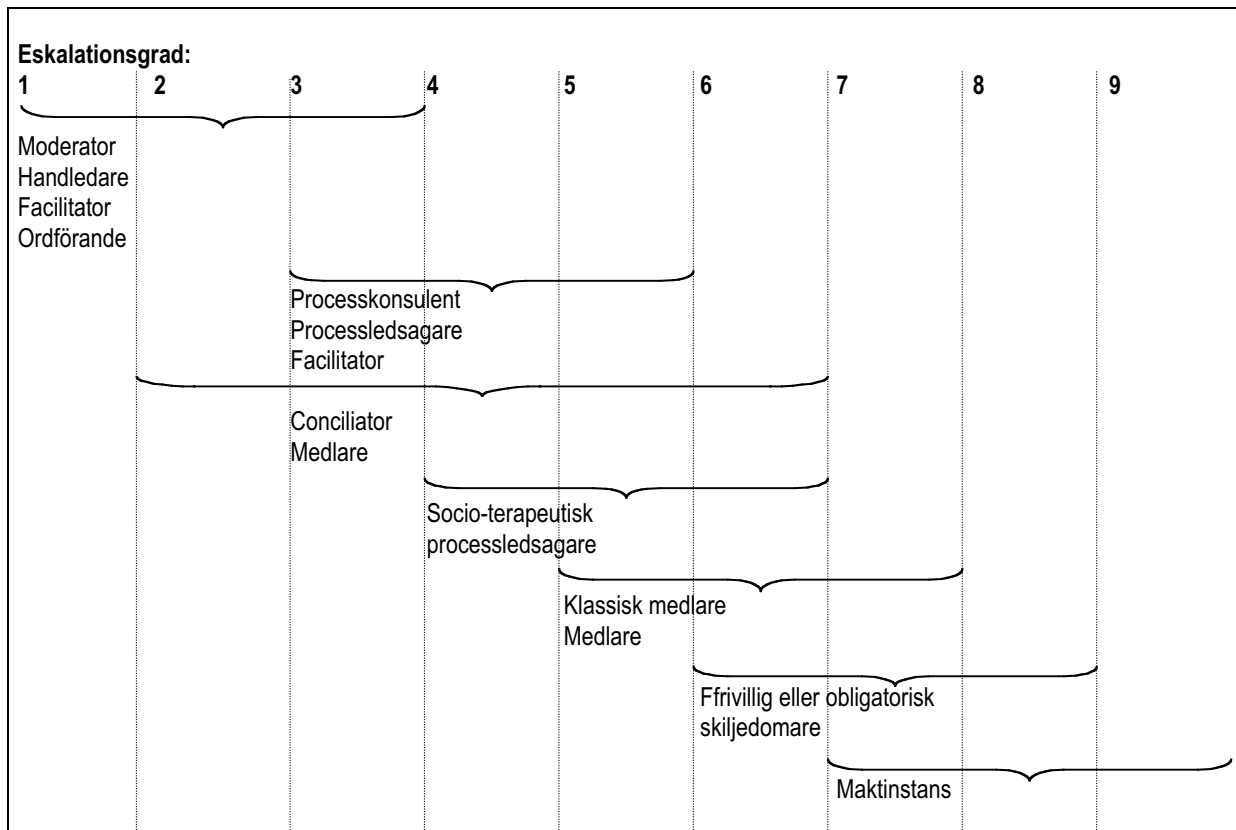 Eskalationsgrad:
1 2 3 4 5 6 7 8 9
Moderator
Handledare
Facilitator
Ordförande
Processkonsulent
Processledsagare
Facilitator
Conciliator
Medlare
Socio-terapeutisk
processledsagare
Klassisk medlare
Medlare
Ffrivillig eller obligatorisk
skiljedomare
Maktinstans